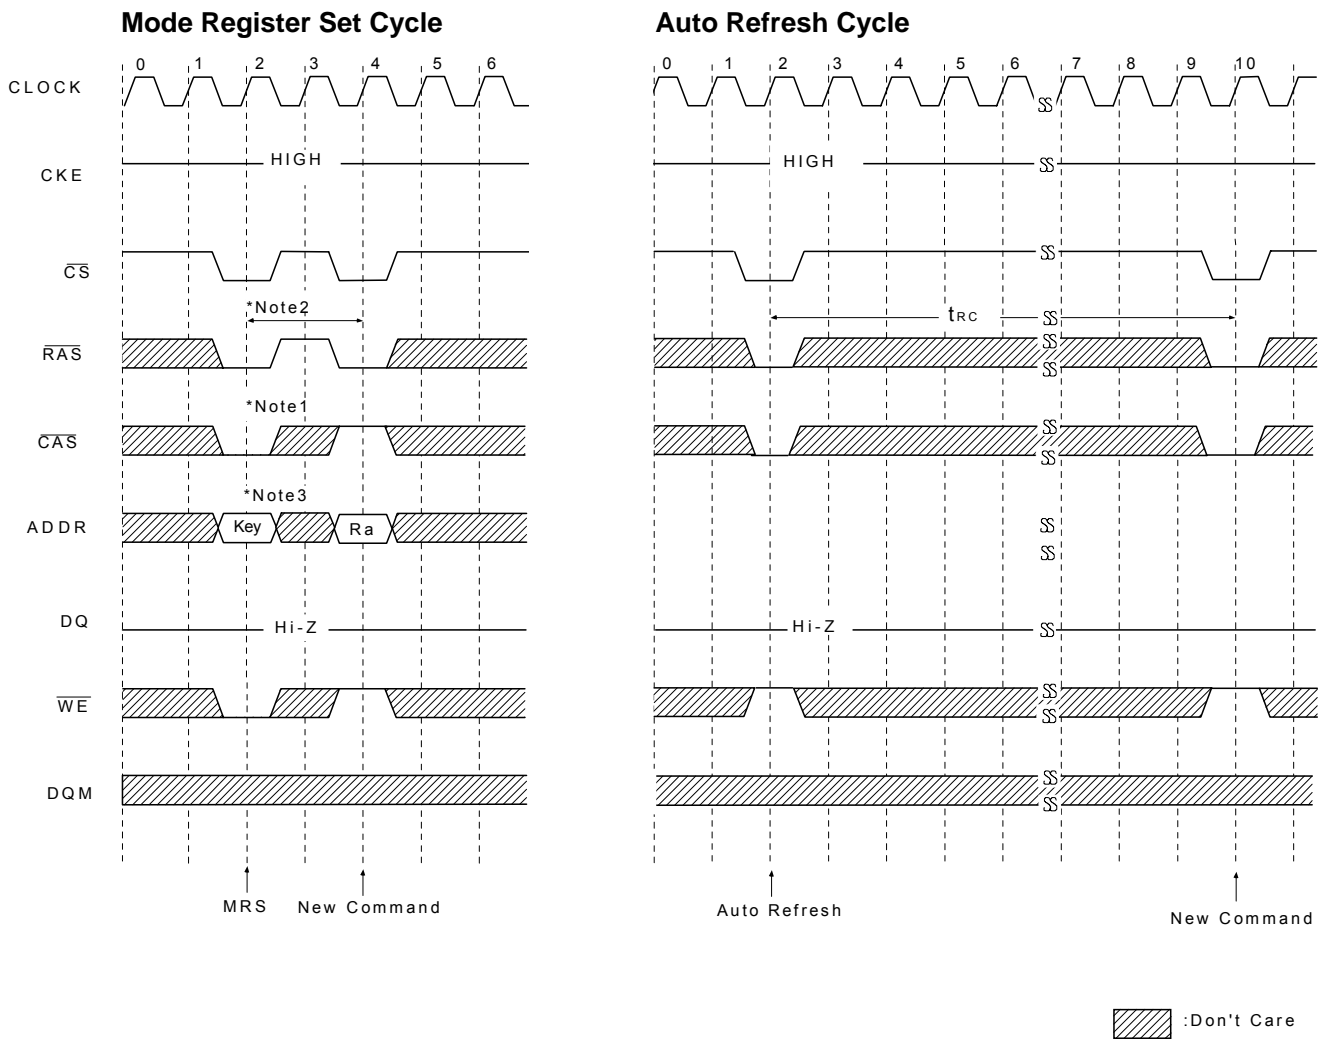 Mode Register Set Cycle
Auto Refresh Cycle
0 1 2 3 4 5 6
0 1 2 3 4 5 6 7 8 9 10
CLOCK
CKE
HIGH
HIGH
CS
*Note2
tRC
RAS
*Note1
CAS
*Note3
ADDR
Key
Ra
DQ
Hi-Z
Hi-Z
WE
DQM
MRS
New Command
Auto Refresh
New Command
:Don't Care